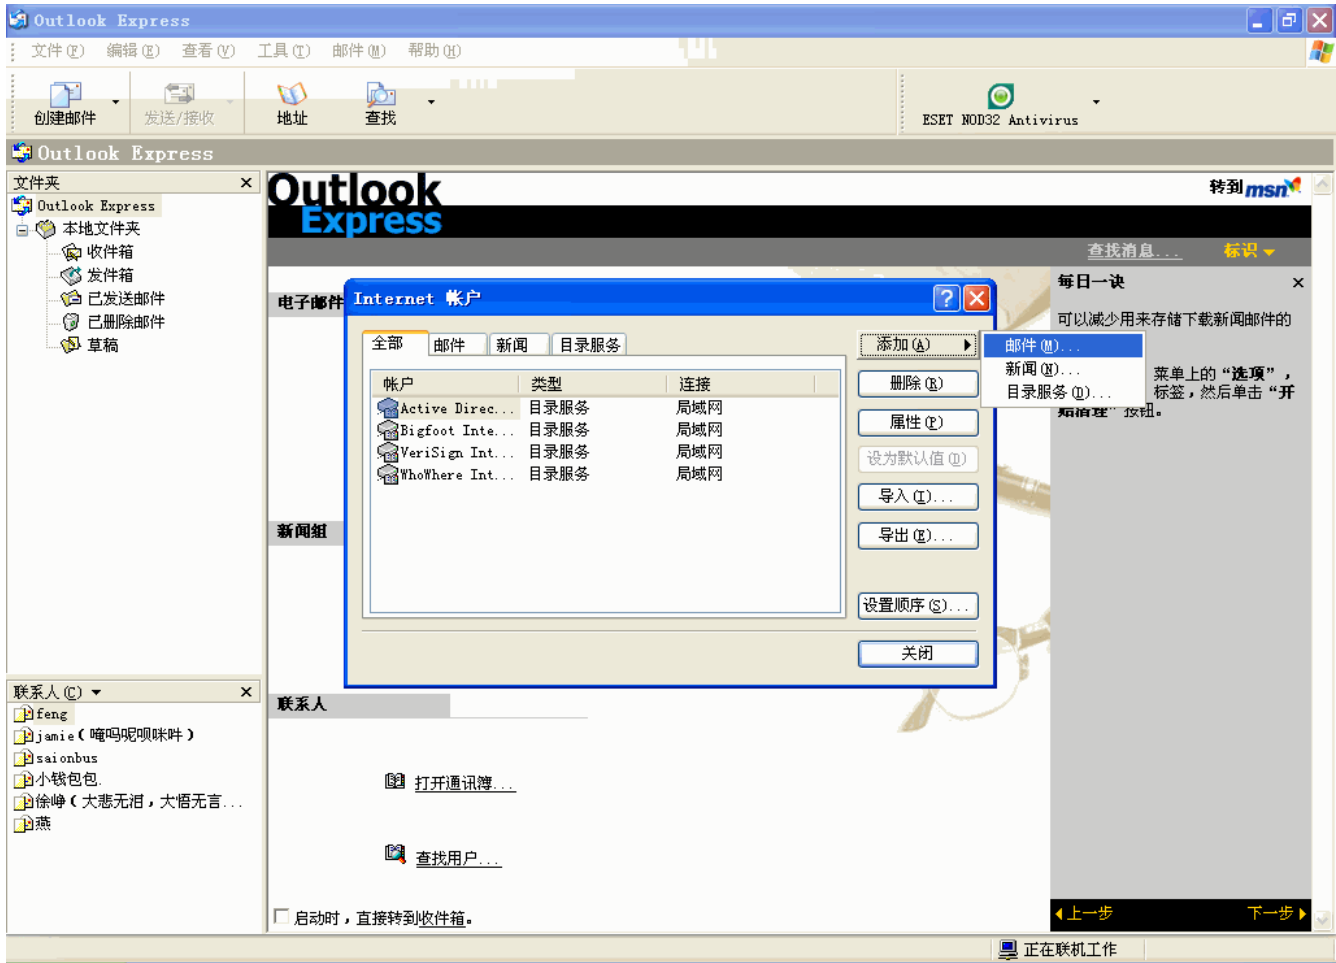 Outlook Express
文件(F) 编辑(E) 查看(V) 工具(T) 邮件(M) 帮助(H)
创建邮件 发送/接收 地址 查找 ESET NOD32 Antivirus
Outlook Express
文件夹
Outlook Express
本地文件夹
收件箱
发件箱
已发送邮件
已删除邮件
草稿
联系人(C)
feng
jamie(唵吗呢呗咪吽)
saionbus
小钱包包.
徐峥(大悲无泪,大悟无言...
燕
Outlook
Express
转到 msn
查找消息... 标识
电子邮件
新闻组
联系人
打开通讯簿...
查找用户...
启动时,直接转到收件箱。
Internet 帐户
全部 邮件 新闻 目录服务
帐户 类型 连接
Active Direc... 目录服务 局域网
Bigfoot Inte... 目录服务 局域网
VeriSign Int... 目录服务 局域网
WhoWhere Int... 目录服务 局域网
添加(A)
删除(R)
属性(P)
设为默认值(D)
导入(I)...
导出(E)...
设置顺序(S)...
关闭
邮件(M)...
新闻(N)...
目录服务(D)...
每日一诀
可以减少用来存储下载新闻邮件的
菜单上的“选项”,
标签,然后单击“开
始清理”按钮。
上一步 下一步
正在联机工作